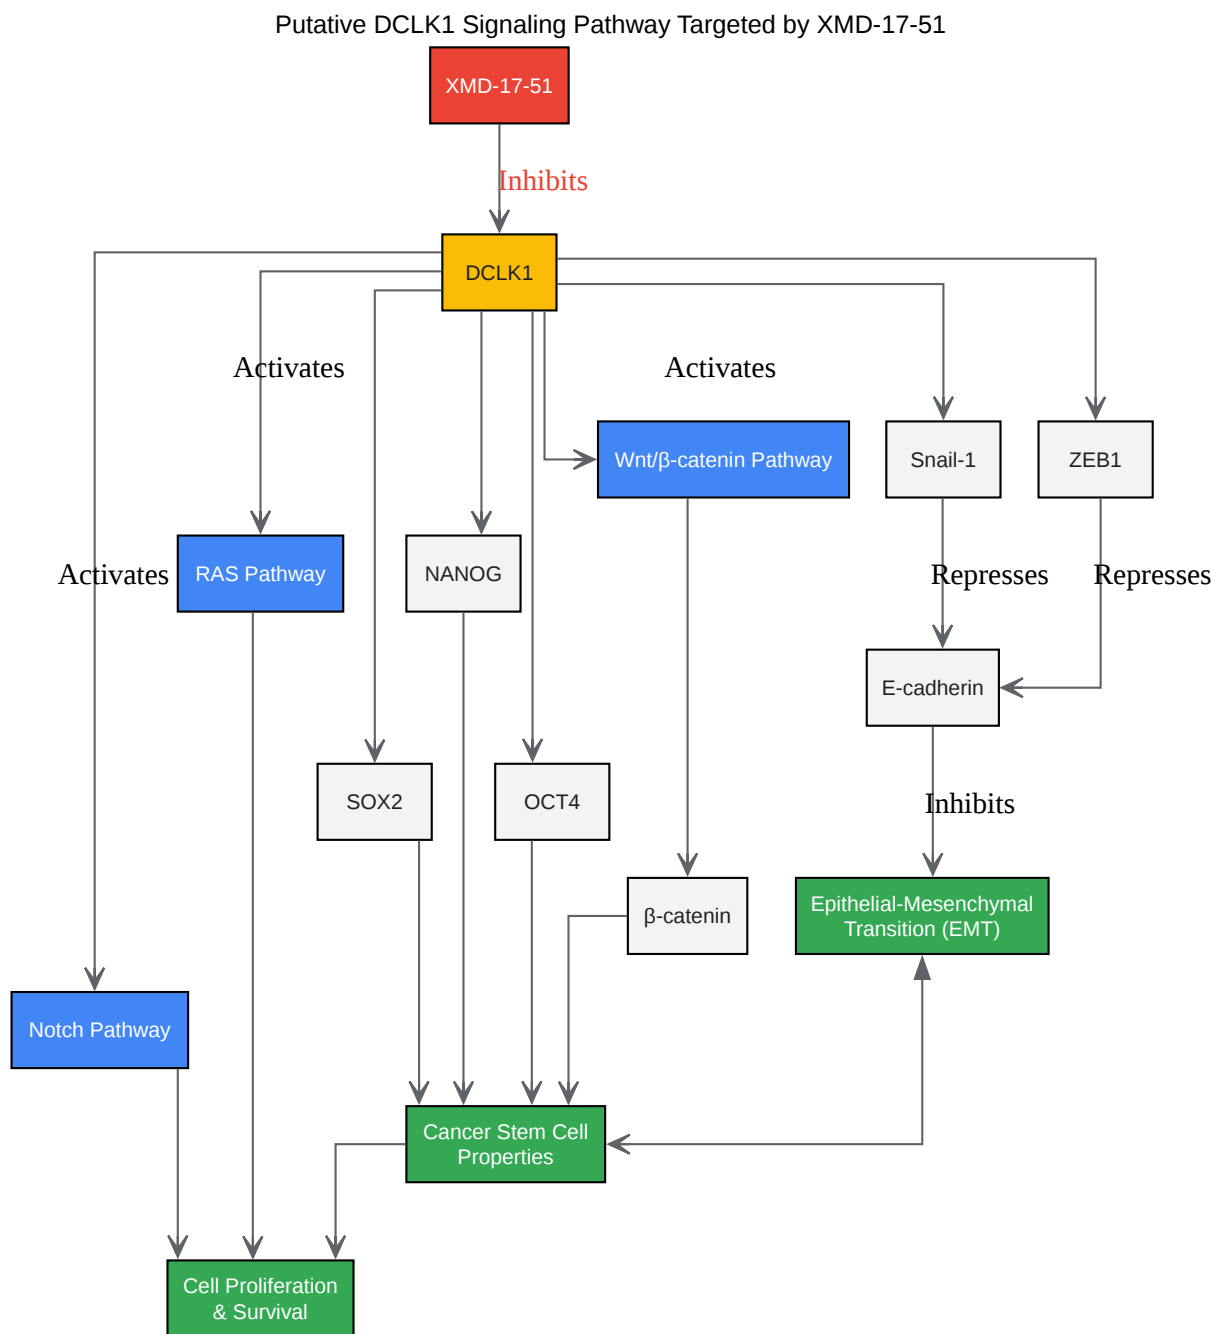 Putative DCLK1 Signaling Pathway Targeted by XMD-17-51
XMD-17-51
Inhibits
DCLK1
Activates
Activates
Wnt/β-catenin Pathway
Snail-1
ZEB1
Activates
RAS Pathway
NANOG
Represses
Represses
E-cadherin
SOX2
OCT4
Inhibits
β-catenin
Epithelial-Mesenchymal
Transition (EMT)
Notch Pathway
Cancer Stem Cell
Properties
Cell Proliferation
& Survival